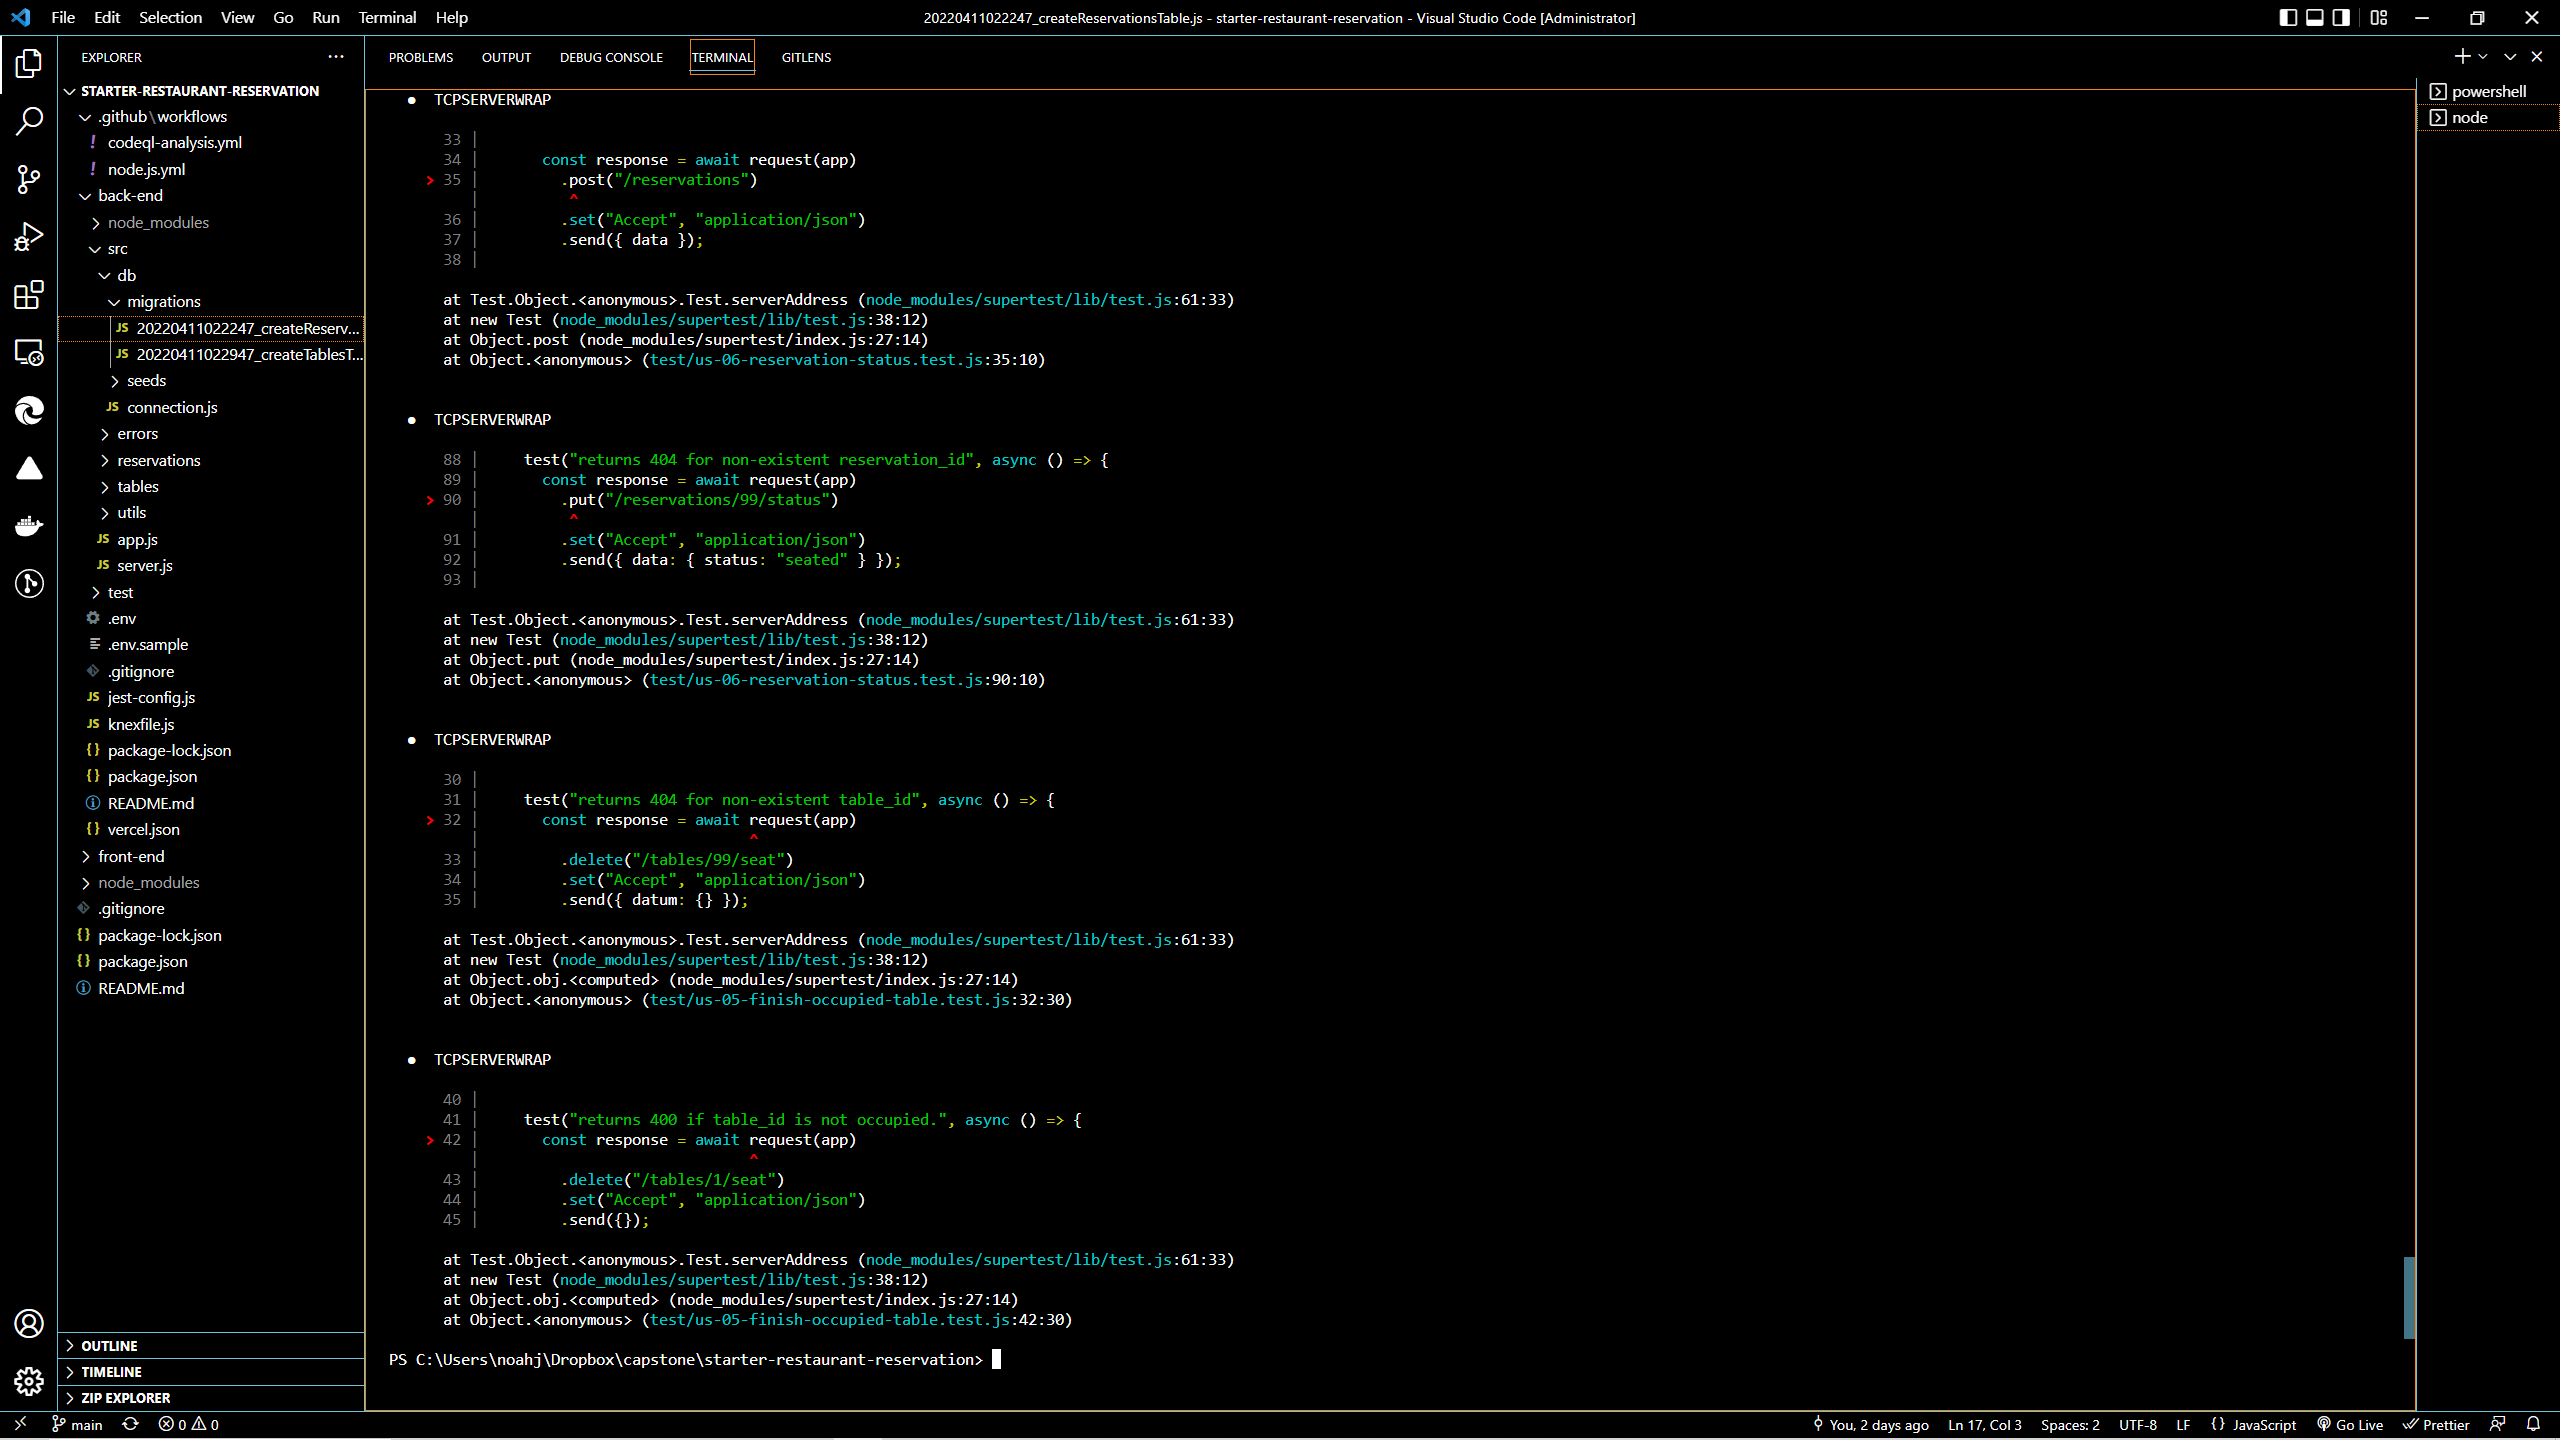 File Edit Selection View Go Run Terminal Help
20220411022247_createReservationsTable.js - starter-restaurant-reservation - Visual Studio Code [Administrator]
EXPLORER
STARTER-RESTAURANT-RESERVATION
.github\workflows
! codeql-analysis.yml
! node.js.yml
back-end
node_modules
src
db
migrations
JS 20220411022247_createReserv...
JS 20220411022947_createTablesT...
seeds
JS connection.js
errors
reservations
tables
utils
JS app.js
JS server.js
test
.env
.env.sample
.gitignore
JS jest-config.js
JS knexfile.js
{} package-lock.json
{} package.json
README.md
{} vercel.json
front-end
node_modules
.gitignore
{} package-lock.json
{} package.json
README.md
OUTLINE
TIMELINE
ZIP EXPLORER
PROBLEMS OUTPUT DEBUG CONSOLE TERMINAL GITLENS
● TCPSERVERWRAP
33 |
34 | const response = await request(app)
> 35 | .post("/reservations")
| ^
36 | .set("Accept", "application/json")
37 | .send({ data });
38 |
at Test.Object.<anonymous>.Test.serverAddress (node_modules/supertest/lib/test.js:61:33)
at new Test (node_modules/supertest/lib/test.js:38:12)
at Object.post (node_modules/supertest/index.js:27:14)
at Object.<anonymous> (test/us-06-reservation-status.test.js:35:10)
● TCPSERVERWRAP
88 | test("returns 404 for non-existent reservation_id", async () => {
89 | const response = await request(app)
> 90 | .put("/reservations/99/status")
| ^
91 | .set("Accept", "application/json")
92 | .send({ data: { status: "seated" } });
93 |
at Test.Object.<anonymous>.Test.serverAddress (node_modules/supertest/lib/test.js:61:33)
at new Test (node_modules/supertest/lib/test.js:38:12)
at Object.put (node_modules/supertest/index.js:27:14)
at Object.<anonymous> (test/us-06-reservation-status.test.js:90:10)
● TCPSERVERWRAP
30 |
31 | test("returns 404 for non-existent table_id", async () => {
> 32 | const response = await request(app)
| ^
33 | .delete("/tables/99/seat")
34 | .set("Accept", "application/json")
35 | .send({ datum: {} });
at Test.Object.<anonymous>.Test.serverAddress (node_modules/supertest/lib/test.js:61:33)
at new Test (node_modules/supertest/lib/test.js:38:12)
at Object.obj.<computed> (node_modules/supertest/index.js:27:14)
at Object.<anonymous> (test/us-05-finish-occupied-table.test.js:32:30)
● TCPSERVERWRAP
40 |
41 | test("returns 400 if table_id is not occupied.", async () => {
> 42 | const response = await request(app)
| ^
43 | .delete("/tables/1/seat")
44 | .set("Accept", "application/json")
45 | .send({});
at Test.Object.<anonymous>.Test.serverAddress (node_modules/supertest/lib/test.js:61:33)
at new Test (node_modules/supertest/lib/test.js:38:12)
at Object.obj.<computed> (node_modules/supertest/index.js:27:14)
at Object.<anonymous> (test/us-05-finish-occupied-table.test.js:42:30)
PS C:\Users\noahj\Dropbox\capstone\starter-restaurant-reservation>
powershell
node
main 0 0
You, 2 days ago Ln 17, Col 3 Spaces: 2 UTF-8 LF {} JavaScript Go Live Prettier